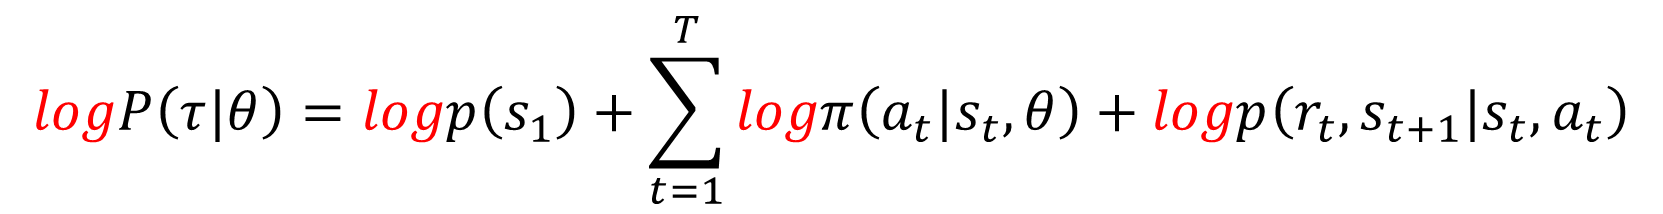 logP(τ|θ) = logp(s₁) + ∑_{t=1}^{T} logπ(aₜ|sₜ, θ) + logp(rₜ, sₜ₊₁|sₜ, aₜ)